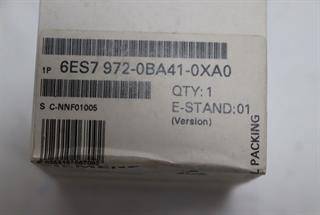 1P 6ES7 972-0BA41-0XA0
QTY: 1
S C-NNF01005
E-STAND:01
(Version)
L PACKING